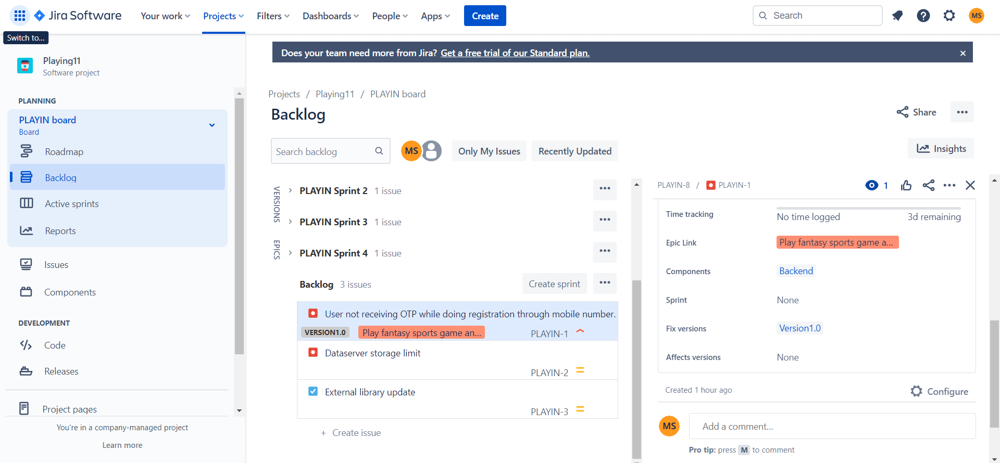 Jira Software
Your work
Projects
Filters
Dashboards
People
Apps
Create
Search
MS
Switch to...
Playing11
Software project
PLANNING
PLAYIN board
Board
Roadmap
Backlog
Active sprints
Reports
Issues
Components
DEVELOPMENT
Code
Releases
Project pages
You're in a company-managed project
Learn more
Does your team need more from Jira? Get a free trial of our Standard plan.
Projects / Playing11 / PLAYIN board
Backlog
Share
Search backlog
MS
Only My Issues
Recently Updated
Insights
VERSIONS
EPICS
PLAYIN Sprint 2 1 issue
PLAYIN Sprint 3 1 issue
PLAYIN Sprint 4 1 issue
Backlog 3 issues
Create sprint
User not receiving OTP while doing registration through mobile number.
VERSION1.0 Play fantasy sports game an... PLAYIN-1
Dataserver storage limit
PLAYIN-2
External library update
PLAYIN-3
+ Create issue
PLAYIN-8 / PLAYIN-1
1
Time tracking No time logged 3d remaining
Epic Link Play fantasy sports game a...
Components Backend
Sprint None
Fix versions Version1.0
Affects versions None
Created 1 hour ago
Configure
MS
Add a comment...
Pro tip: press M to comment